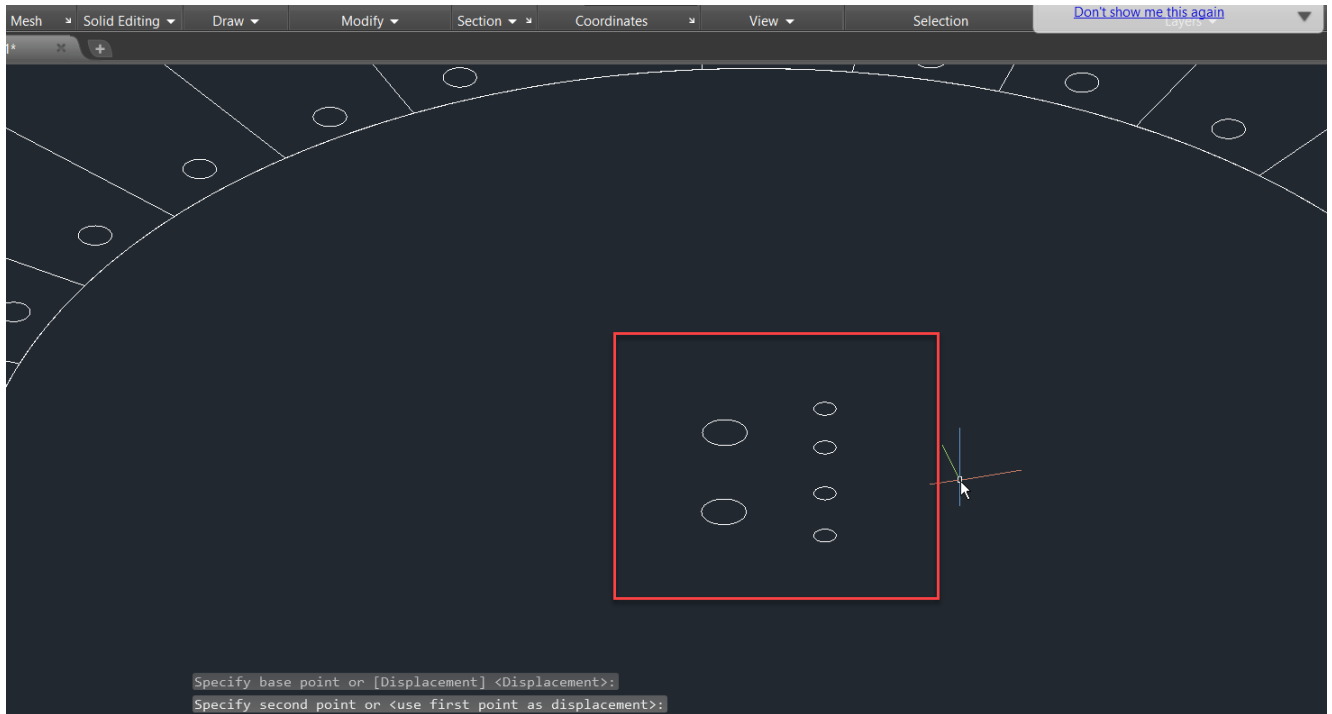 Mesh Solid Editing Draw Modify Section Coordinates View Selection
Don't show me this again
Layers
1*
Specify base point or [Displacement] <Displacement>:
Specify second point or <use first point as displacement>: